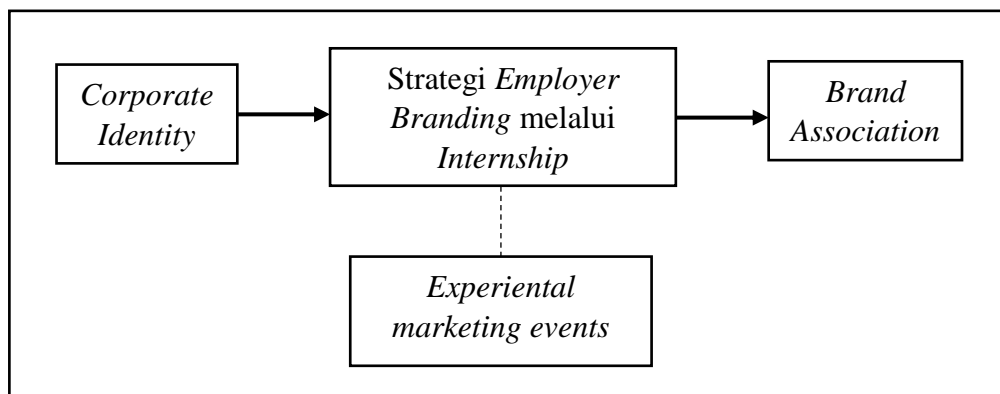 Corporate
Identity
Strategi Employer
Branding melalui
Internship
Brand
Association
Experiental
marketing events